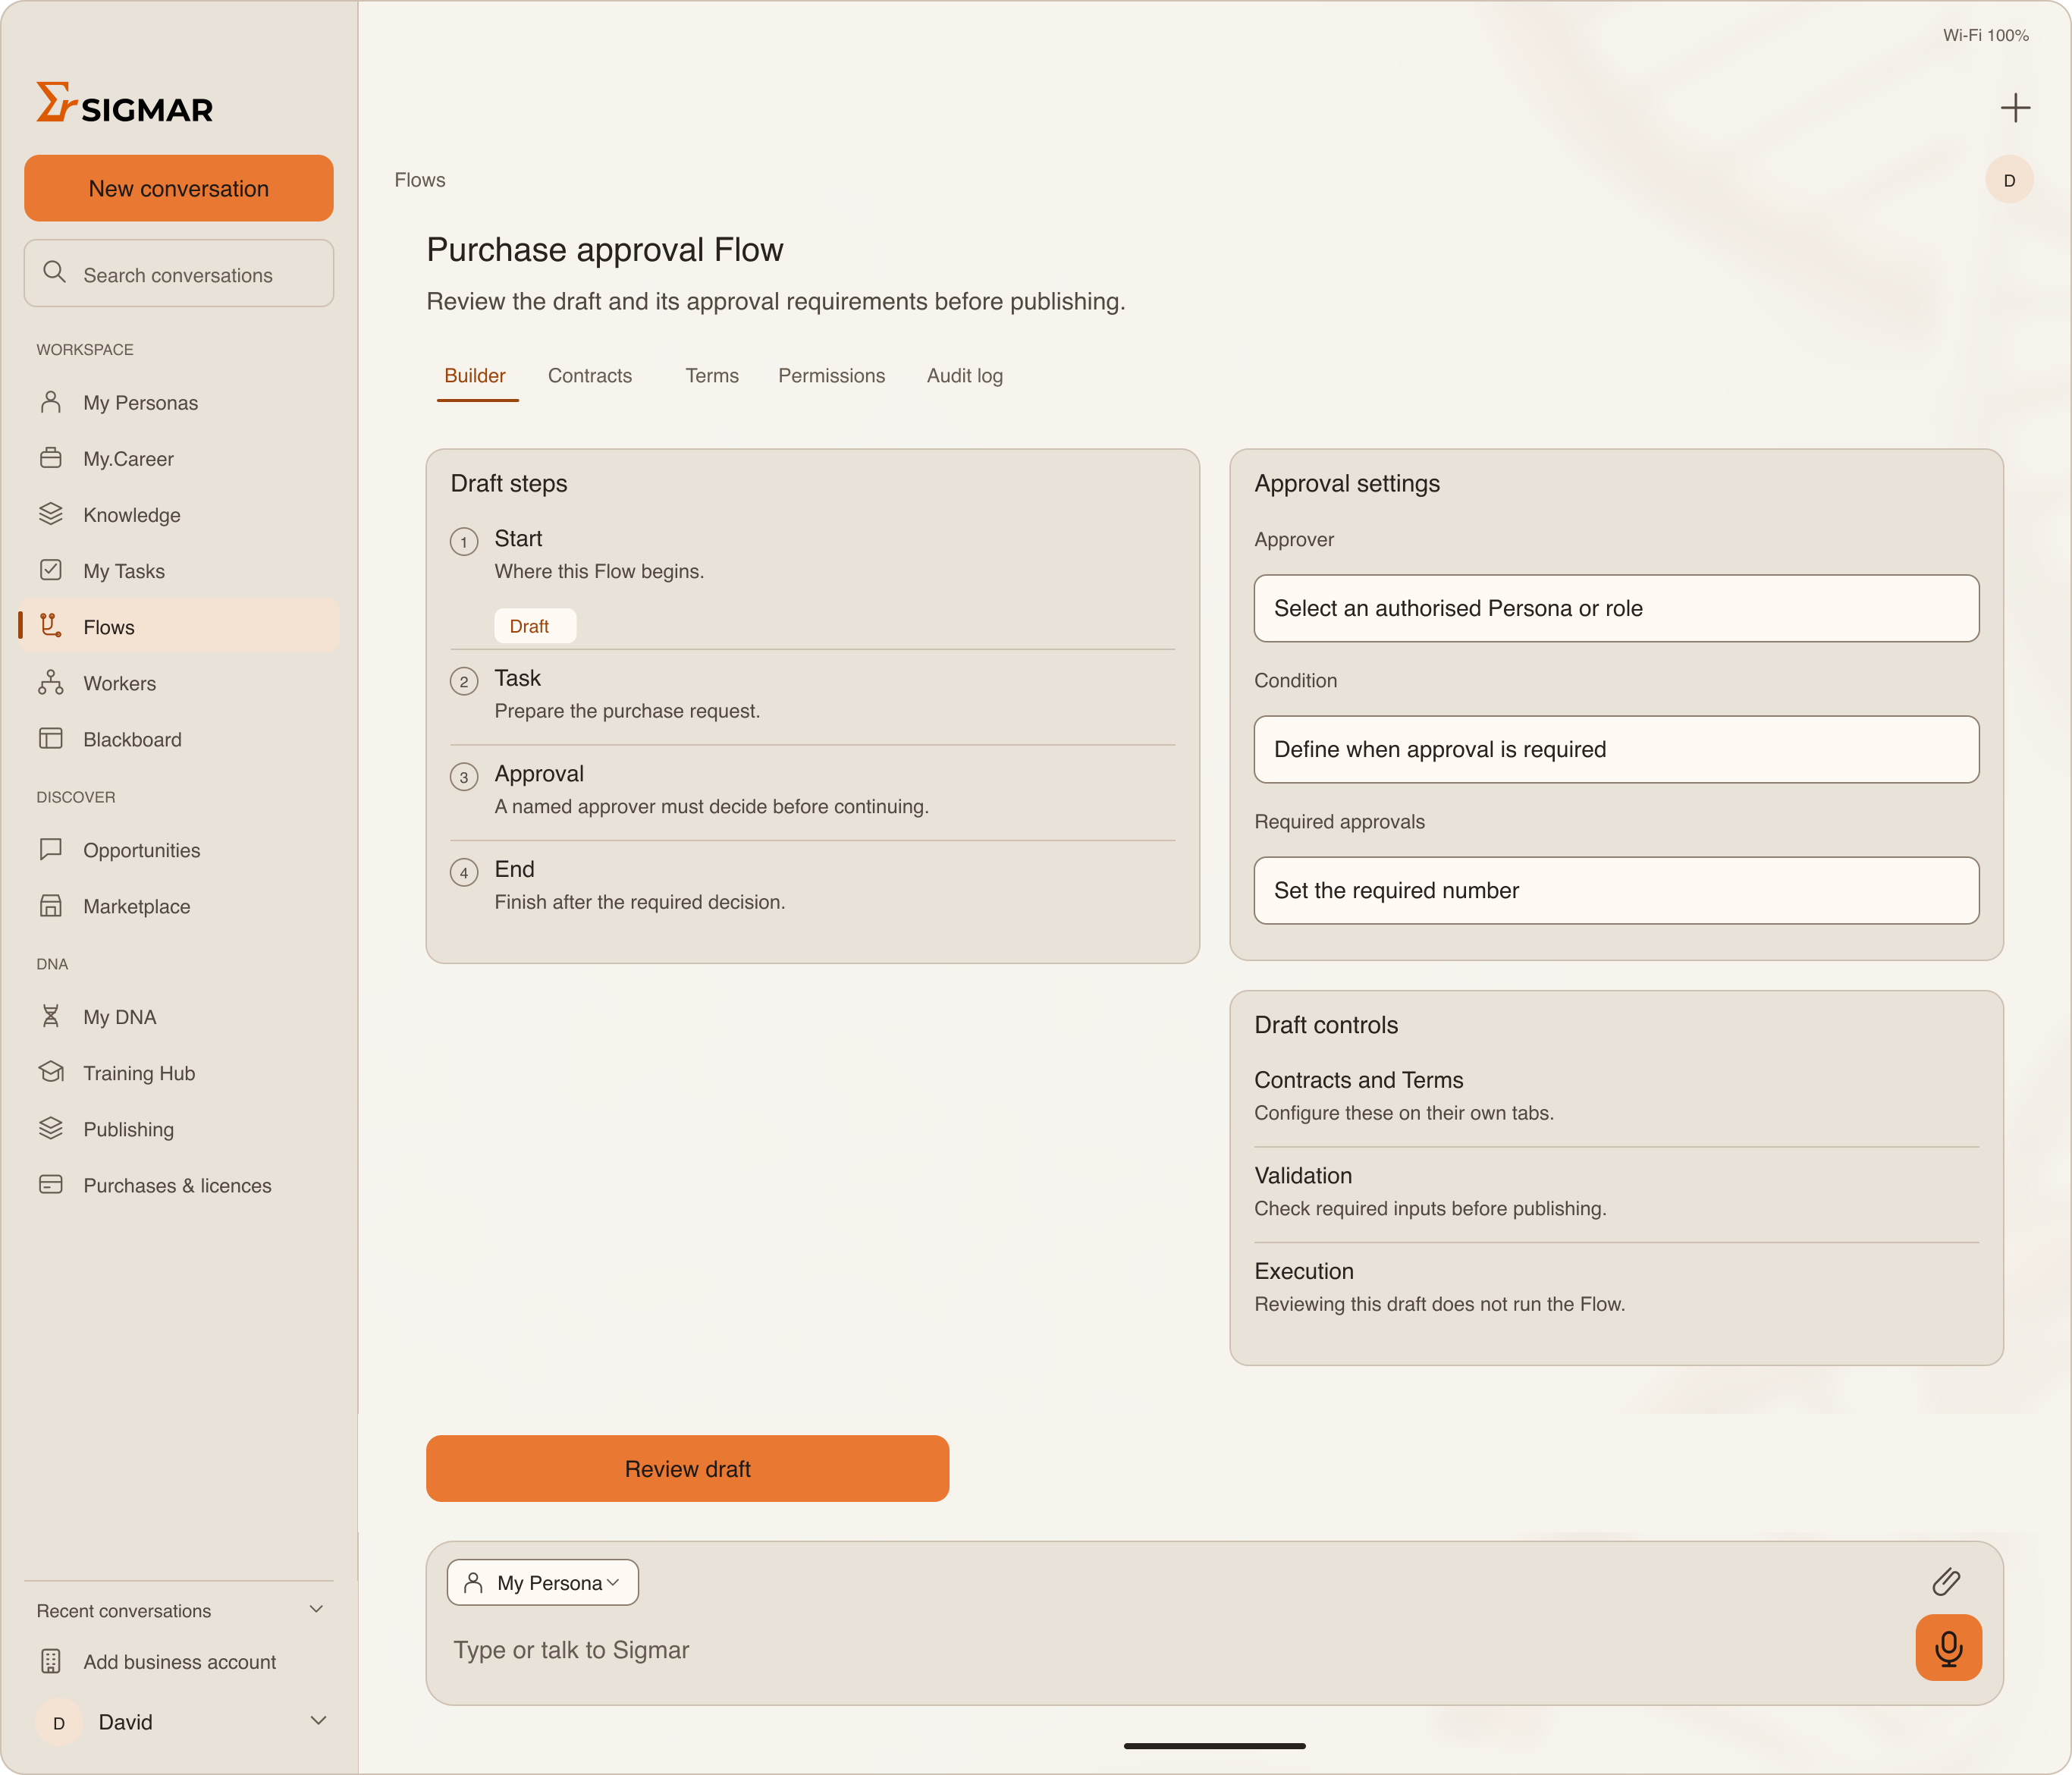 Wi-Fi 100%
Σr SIGMAR
New conversation
Search conversations
WORKSPACE
My Personas
My.Career
Knowledge
My Tasks
Flows
Workers
Blackboard
DISCOVER
Opportunities
Marketplace
DNA
My DNA
Training Hub
Publishing
Purchases & licences
Recent conversations
Add business account
D David
Flows
D
Purchase approval Flow
Review the draft and its approval requirements before publishing.
Builder Contracts Terms Permissions Audit log
Draft steps
1 Start
Where this Flow begins.
Draft
2 Task
Prepare the purchase request.
3 Approval
A named approver must decide before continuing.
4 End
Finish after the required decision.
Approval settings
Approver
Select an authorised Persona or role
Condition
Define when approval is required
Required approvals
Set the required number
Draft controls
Contracts and Terms
Configure these on their own tabs.
Validation
Check required inputs before publishing.
Execution
Reviewing this draft does not run the Flow.
Review draft
My Persona
Type or talk to Sigmar